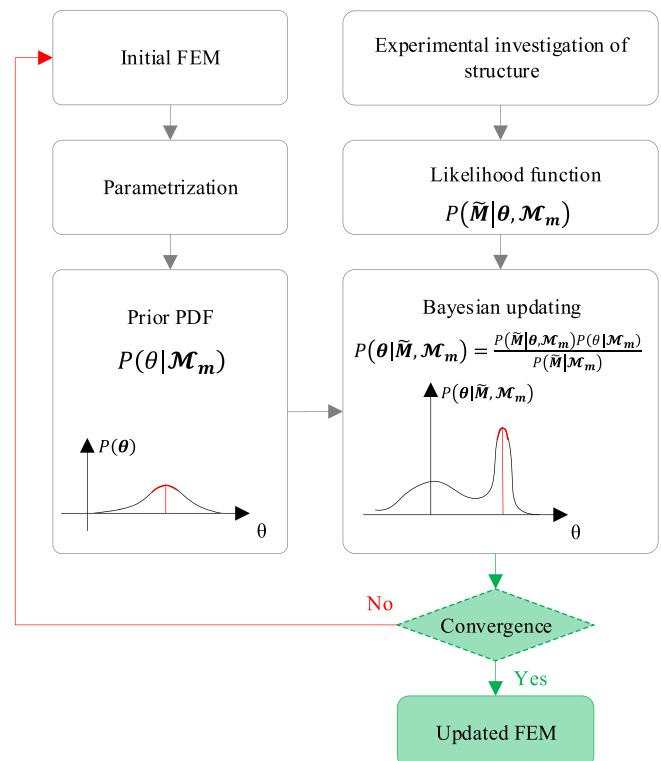 Initial FEM
Parametrization
Prior PDF
P(θ|ℳₘ)
P(θ)
θ
Experimental investigation of
structure
Likelihood function
P(M̃|θ, ℳₘ)
Bayesian updating
P(θ|M̃, ℳₘ) = P(M̃|θ,ℳₘ)P(θ|ℳₘ) / P(M̃|ℳₘ)
P(θ|M̃, ℳₘ)
θ
No
Convergence
Yes
Updated FEM